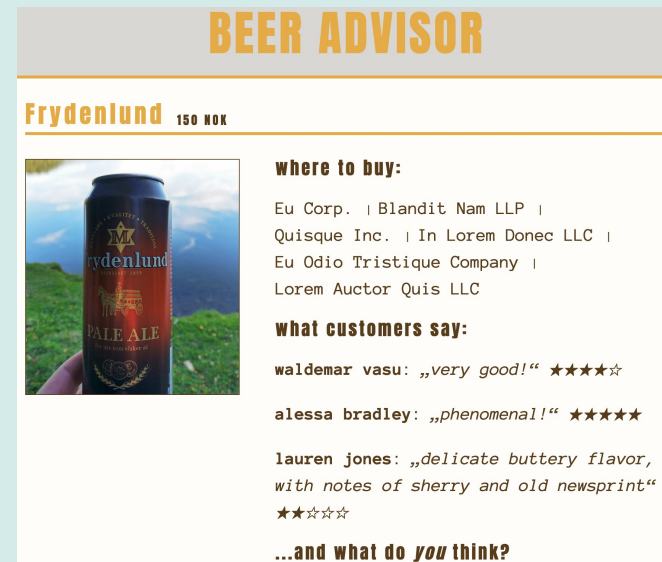 BEER ADVISOR
Frydenlund 150 NOK
KVALITET
ML
rydenlund
PALE ALE
where to buy:
Eu Corp. | Blandit Nam LLP |
Quisque Inc. | In Lorem Donec LLC |
Eu Odio Tristique Company |
Lorem Auctor Quis LLC
what customers say:
waldemar vasu: „very good!“ ★★★★☆
alessa bradley: „phenomenal!“ ★★★★★
lauren jones: „delicate buttery flavor,
with notes of sherry and old newsprint“
★★☆☆☆
...and what do you think?